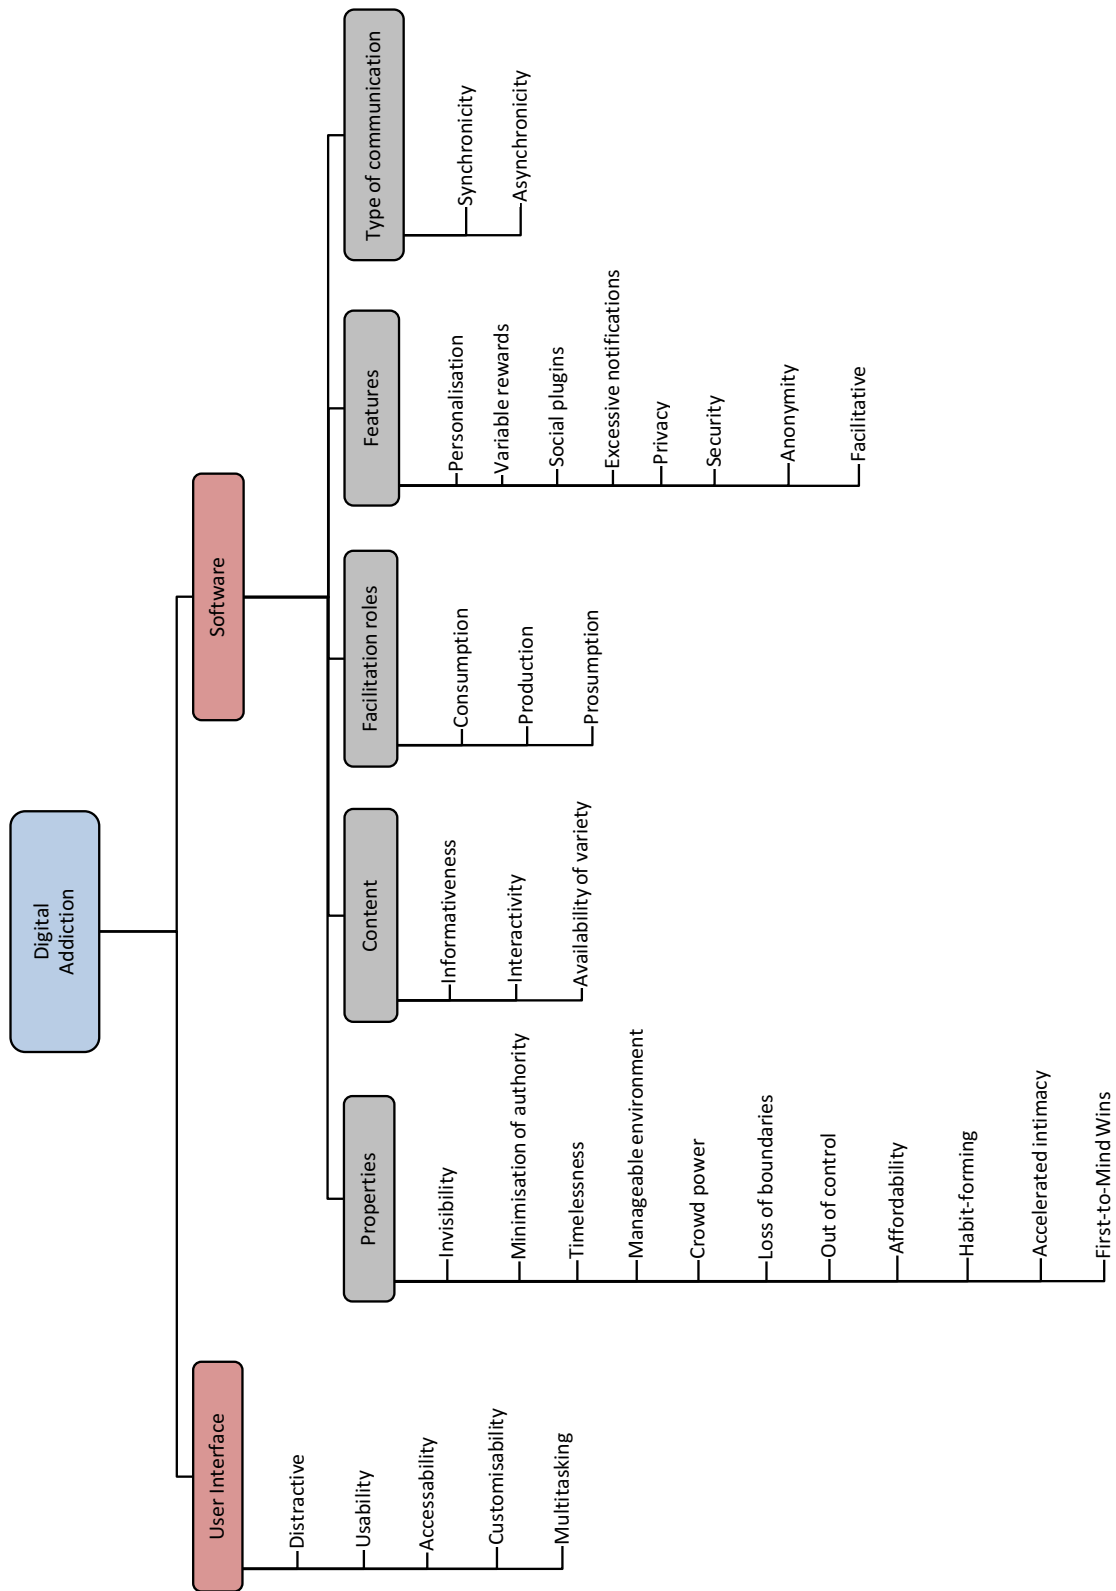 Digital
Addiction
User Interface
Distractive
Usability
Accessability
Customisability
Multitasking
Software
Properties
Invisibility
Minimisation of authority
Timelessness
Manageable environment
Crowd power
Loss of boundaries
Out of control
Affordability
Habit-forming
Accelerated intimacy
First-to-Mind Wins
Content
Informativeness
Interactivity
Availability of variety
Facilitation roles
Consumption
Production
Prosumption
Features
Personalisation
Variable rewards
Social plugins
Excessive notifications
Privacy
Security
Anonymity
Facilitative
Type of communication
Synchronicity
Asynchronicity